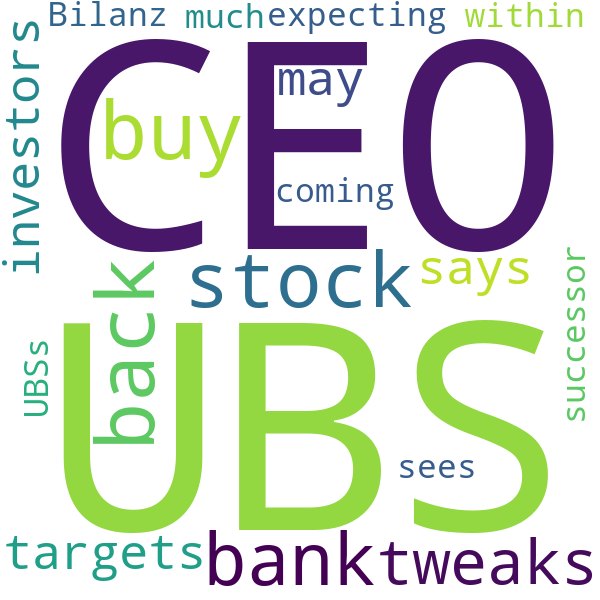 Bilanz
much
expecting
within
investors
CEO
may
buy
coming
stock
says
back
successor
UBSs
UBS
sees
targets
bank
tweaks